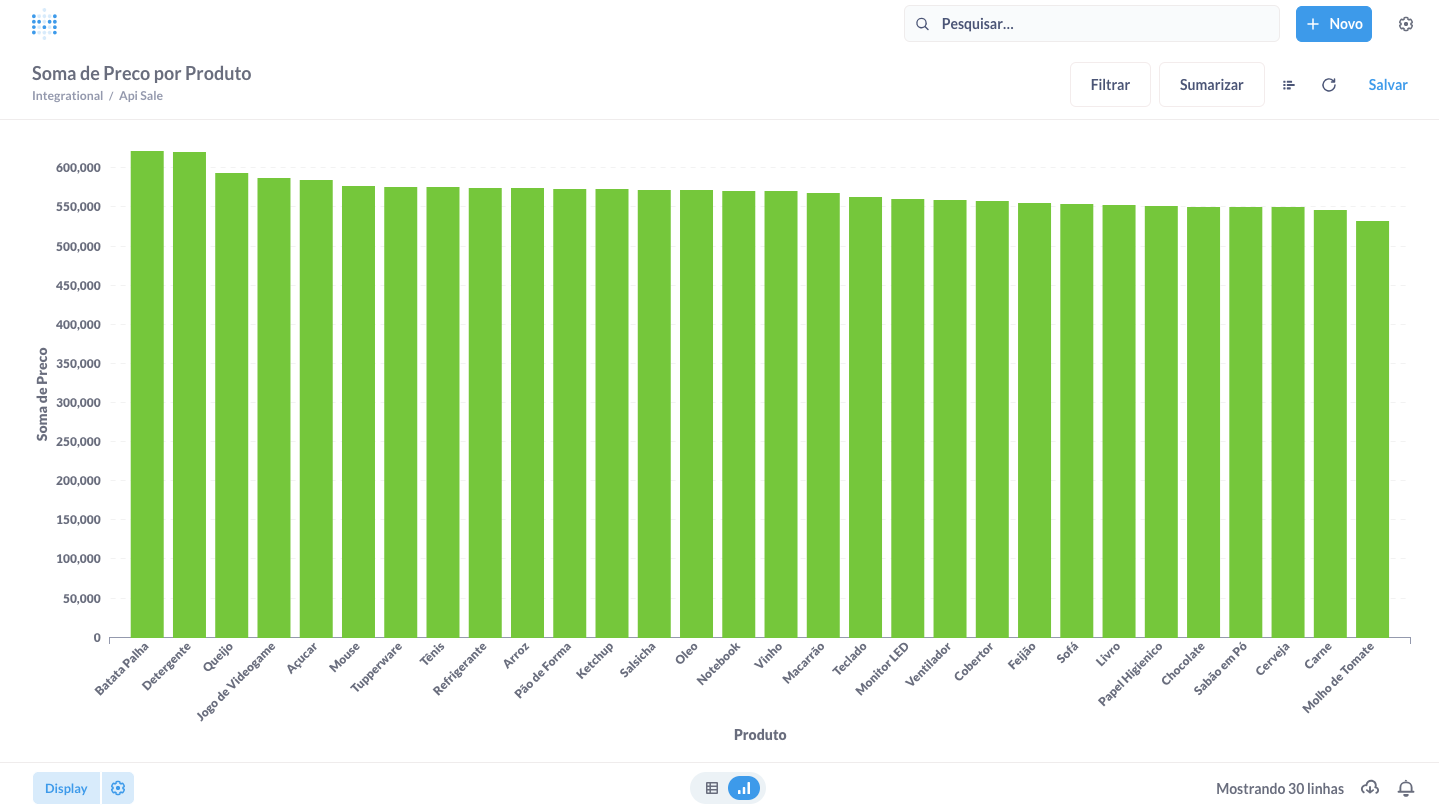 Pesquisar...
Novo
Soma de Preco por Produto
Integrational / Api Sale
Filtrar
Sumarizar
Salvar
Soma de Preco
600,000
550,000
500,000
450,000
400,000
350,000
300,000
250,000
200,000
150,000
100,000
50,000
0
Batata Palha
Detergente
Queijo
Jogo de Videogame
Açucar
Mouse
Tupperware
Tênis
Refrigerante
Arroz
Pão de Forma
Ketchup
Salsicha
Oleo
Notebook
Vinho
Macarrão
Teclado
Monitor LED
Ventilador
Cobertor
Feijão
Sofá
Livro
Papel Higienico
Chocolate
Sabão em Pó
Cerveja
Carne
Molho de Tomate
Produto
Display
Mostrando 30 linhas